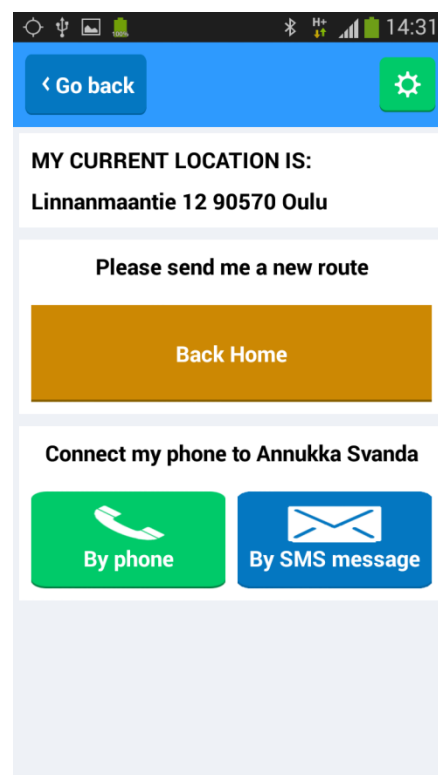 100%
H+
14:31
Go back
MY CURRENT LOCATION IS:
Linnanmaantie 12 90570 Oulu
Please send me a new route
Back Home
Connect my phone to Annukka Svanda
By phone
By SMS message